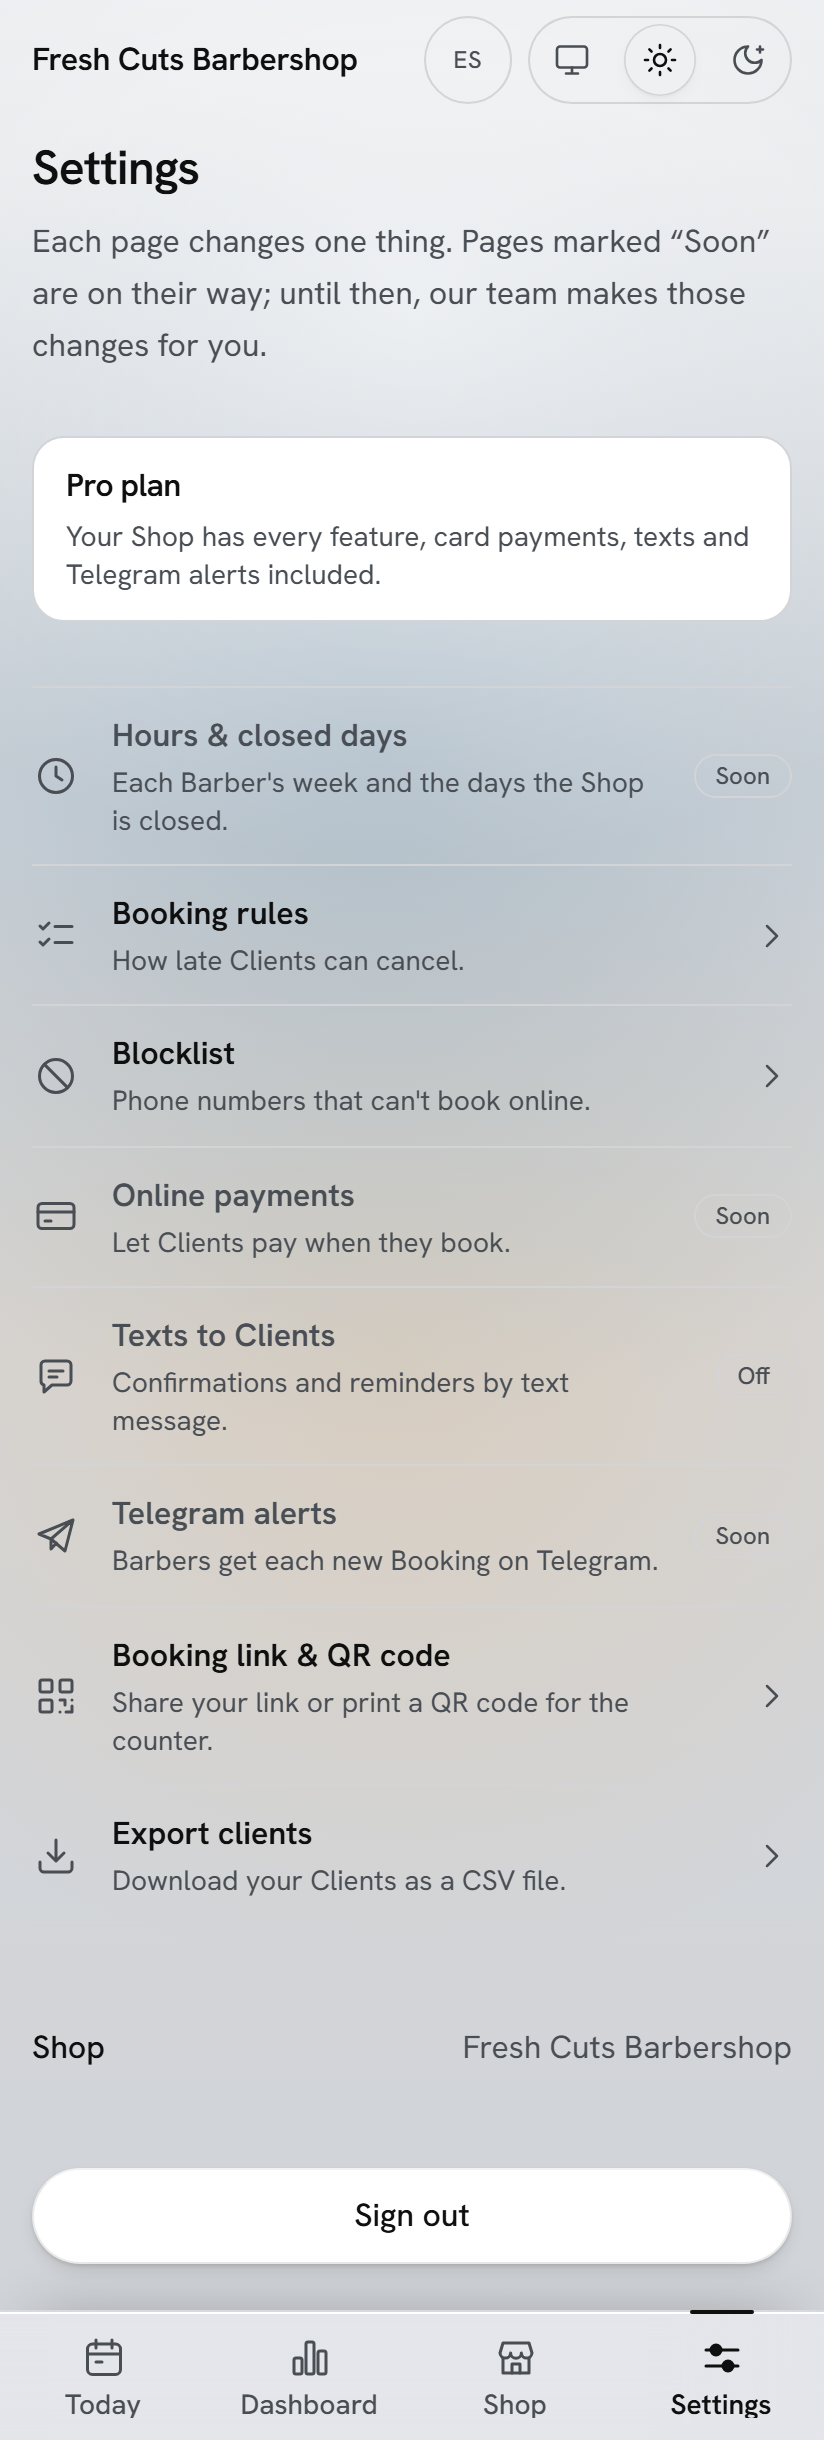 Fresh Cuts Barbershop
ES
Settings
Each page changes one thing. Pages marked “Soon”
are on their way; until then, our team makes those
changes for you.
Pro plan
Your Shop has every feature, card payments, texts and
Telegram alerts included.
Hours & closed days
Each Barber's week and the days the Shop
is closed.
Soon
Booking rules
How late Clients can cancel.
Blocklist
Phone numbers that can't book online.
Online payments
Let Clients pay when they book.
Soon
Texts to Clients
Confirmations and reminders by text
message.
Off
Telegram alerts
Barbers get each new Booking on Telegram.
Soon
Booking link & QR code
Share your link or print a QR code for the
counter.
Export clients
Download your Clients as a CSV file.
Shop
Fresh Cuts Barbershop
Sign out
Today
Dashboard
Shop
Settings